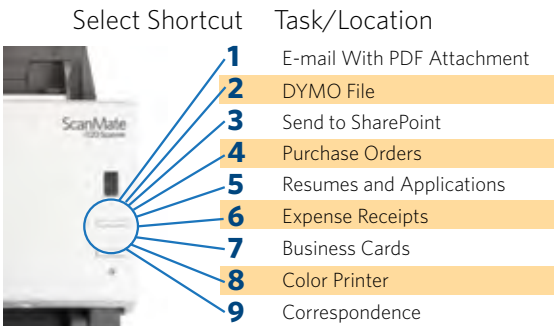 Select Shortcut Task/Location
1 E-mail With PDF Attachment
2 DYMO File
ScanMate
3 Send to SharePoint
4 Purchase Orders
5 Resumes and Applications
6 Expense Receipts
7 Business Cards
8 Color Printer
9 Correspondence